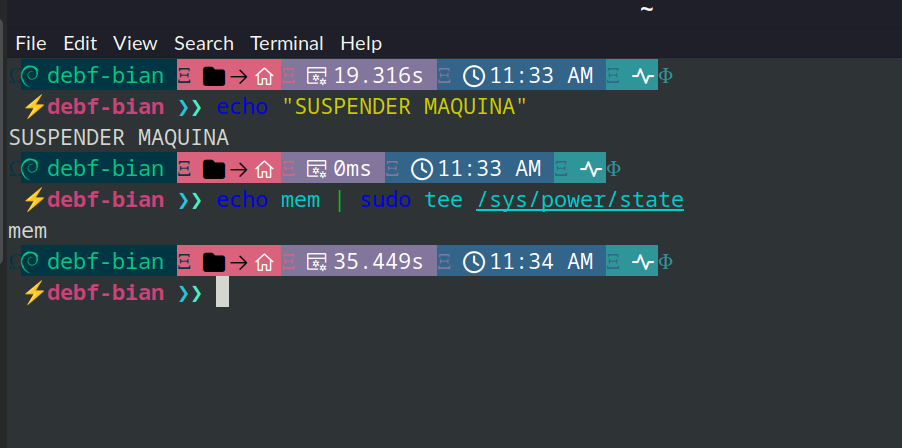 ~
File Edit View Search Terminal Help
debf-bian Ξ → Ξ 19.316s Ξ 11:33 AM Ξ Φ
⚡debf-bian ❯❯ echo "SUSPENDER MAQUINA"
SUSPENDER MAQUINA
debf-bian Ξ → Ξ 0ms Ξ 11:33 AM Ξ Φ
⚡debf-bian ❯❯ echo mem | sudo tee /sys/power/state
mem
debf-bian Ξ → Ξ 35.449s Ξ 11:34 AM Ξ Φ
⚡debf-bian ❯❯